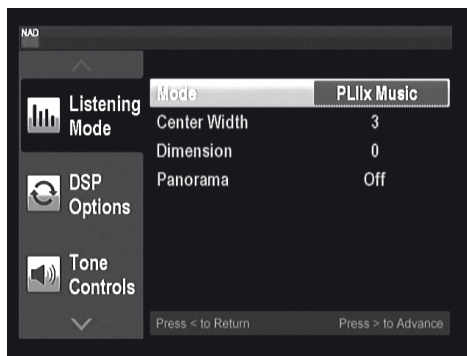 NAD
Listening
Mode
DSP
Options
Tone
Controls
Mode PLIIx Music
Center Width 3
Dimension 0
Panorama Off
Press < to Return Press > to Advance